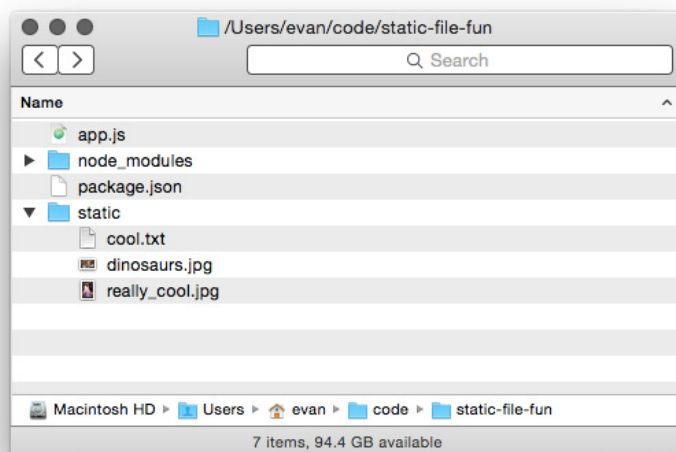 /Users/evan/code/static-file-fun
Search
Name
app.js
node_modules
package.json
static
cool.txt
dinosaurs.jpg
really_cool.jpg
Macintosh HD Users evan code static-file-fun
7 items, 94.4 GB available